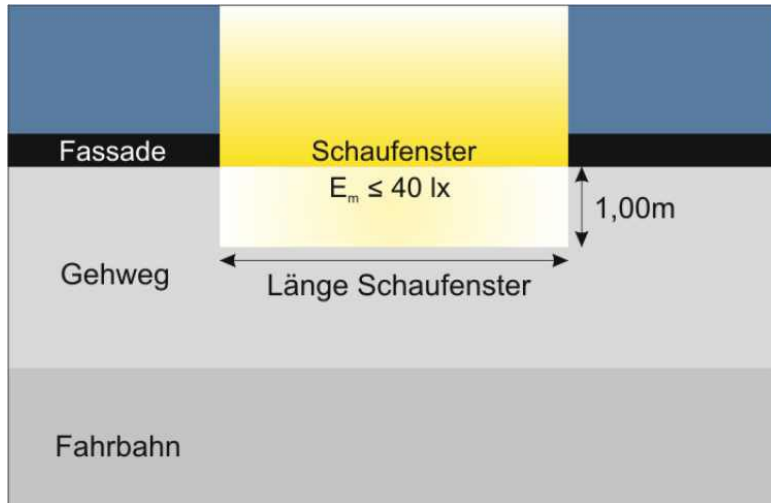 Fassade
Schaufenster
Eₘ ≤ 40 lx
1,00m
Gehweg
Länge Schaufenster
Fahrbahn